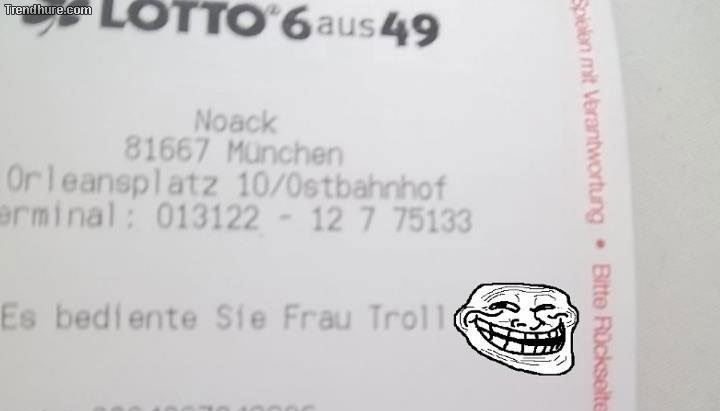 Trendhure.com
LOTTO® 6aus49
Noack
81667 München
Orleansplatz 10/Ostbahnhof
erminal: 013122 - 12 7 75133
Es bediente Sie Frau Troll
Spielen mit Verantwortung • Bitte Rückseite